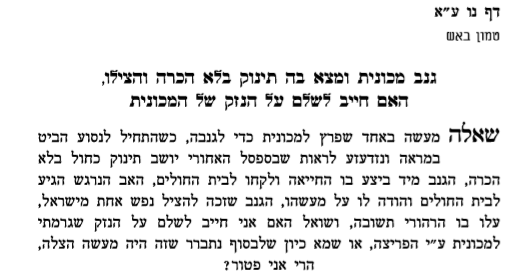 דף נו ע"א
טמון באש
גנב מכונית ומצא בה תינוק בלא הכרה והצילו,
האם חייב לשלם על הנזק של המכונית
שאלה מעשה באחד שפרץ למכונית כדי לגנבה, כשהתחיל לנסוע הביט
במראה ונזדעזע לראות שבספסל האחורי יושב תינוק כחול בלא
הכרה, הגנב מיד ביצע בו החייאה ולקחו לבית החולים, האב הנרגש הגיע
לבית החולים והודה לו על מעשהו, הגנב שזכה להציל נפש אחת מישראל,
עלו בו הרהורי תשובה, ושואל האם אני חייב לשלם על הנזק שגרמתי
למכונית ע"י הפריצה, או שמא כיון שלבסוף נתברר שזה היה מעשה הצלה,
הרי אני פטור?